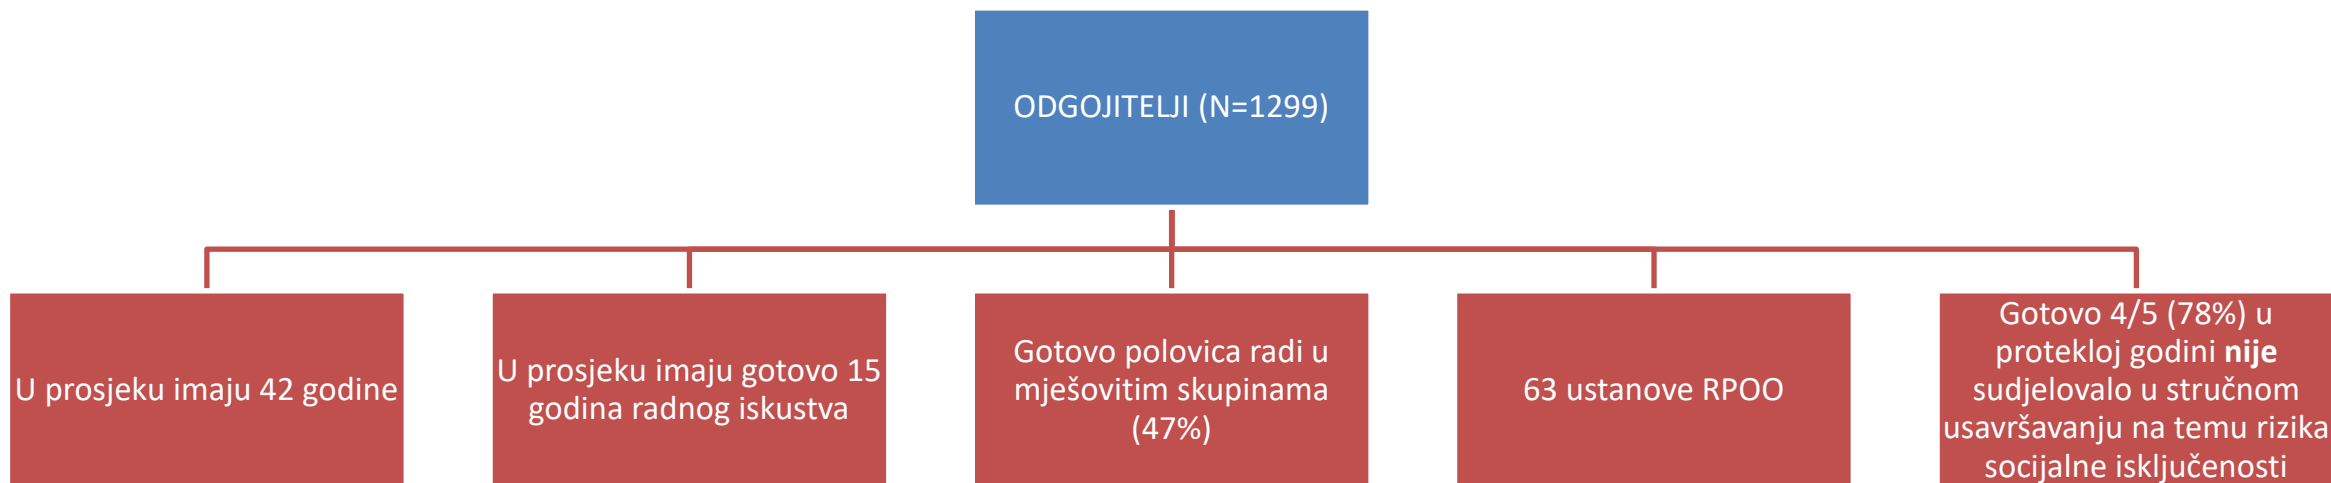 ODGOJITELJI (N=1299)
U prosjeku imaju 42 godine
U prosjeku imaju gotovo 15
godina radnog iskustva
Gotovo polovica radi u
mješovitim skupinama
(47%)
63 ustanove RPOO
Gotovo 4/5 (78%) u
protekloj godini nije
sudjelovalo u stručnom
usavršavanju na temu rizika
socijalne isključenosti